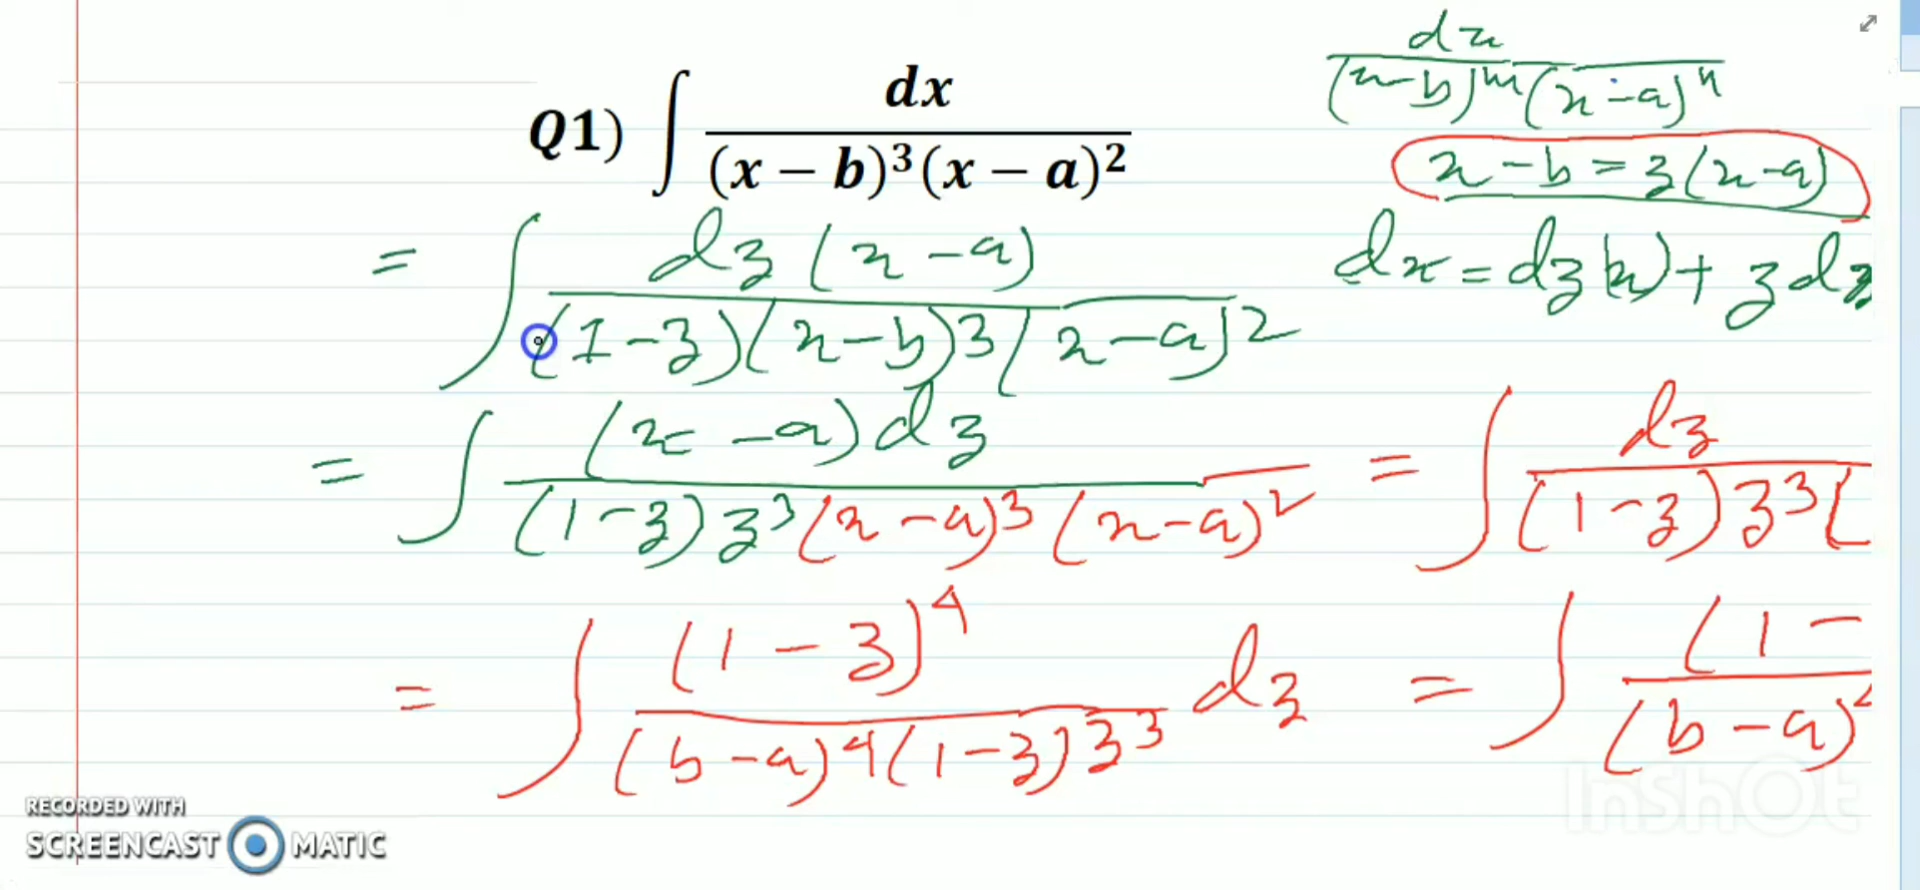 dx
(x-b)^m (x-a)^n
Q1) ∫ dx / (x − b)³(x − a)²
x - b = z(x-a)
= ∫ dz (x-a) / (1-z)(x-b)³(x-a)²
dx = dz(x) + z dz
= ∫ (x-a) dz / (1-z) z³ (x-a)³ (x-a)² = ∫ dz / (1-z) z³ (
= ∫ (1-z)⁴ / (b-a)⁴ (1-z) z³ dz = ∫ (1- / (b-a)
RECORDED WITH
SCREENCAST MATIC
InShOt